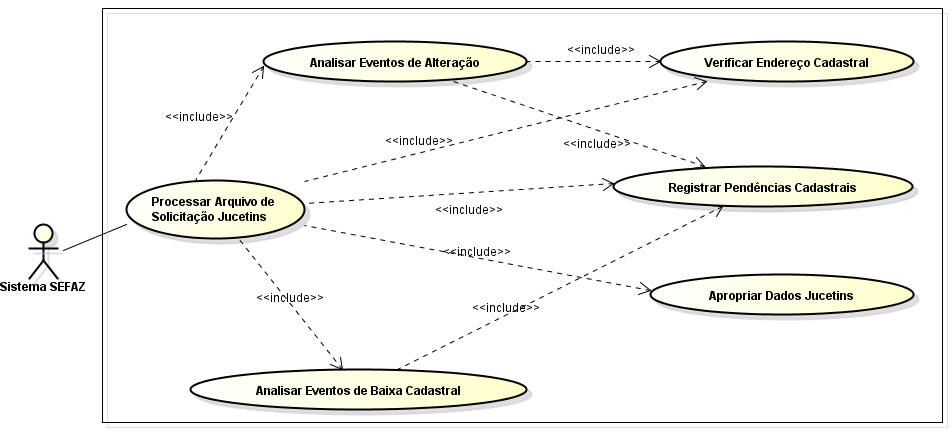 Analisar Eventos de Alteração
<<include>>
Verificar Endereço Cadastral
<<include>>
<<include>>
<<include>>
Processar Arquivo de
Solicitação Jucetins
<<include>>
Registrar Pendências Cadastrais
Sistema SEFAZ
<<include>>
<<include>>
Apropriar Dados Jucetins
<<include>>
Analisar Eventos de Baixa Cadastral